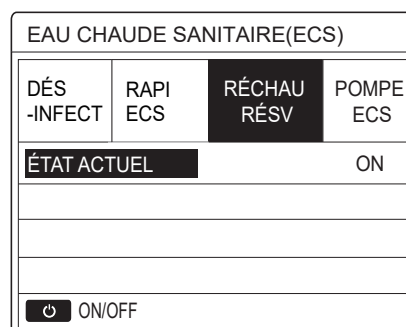 EAU CHAUDE SANITAIRE(ECS)
DÉS RAPI RÉCHAU POMPE
-INFECT ECS RÉSV ECS
ÉTAT ACTUEL ON
ON/OFF